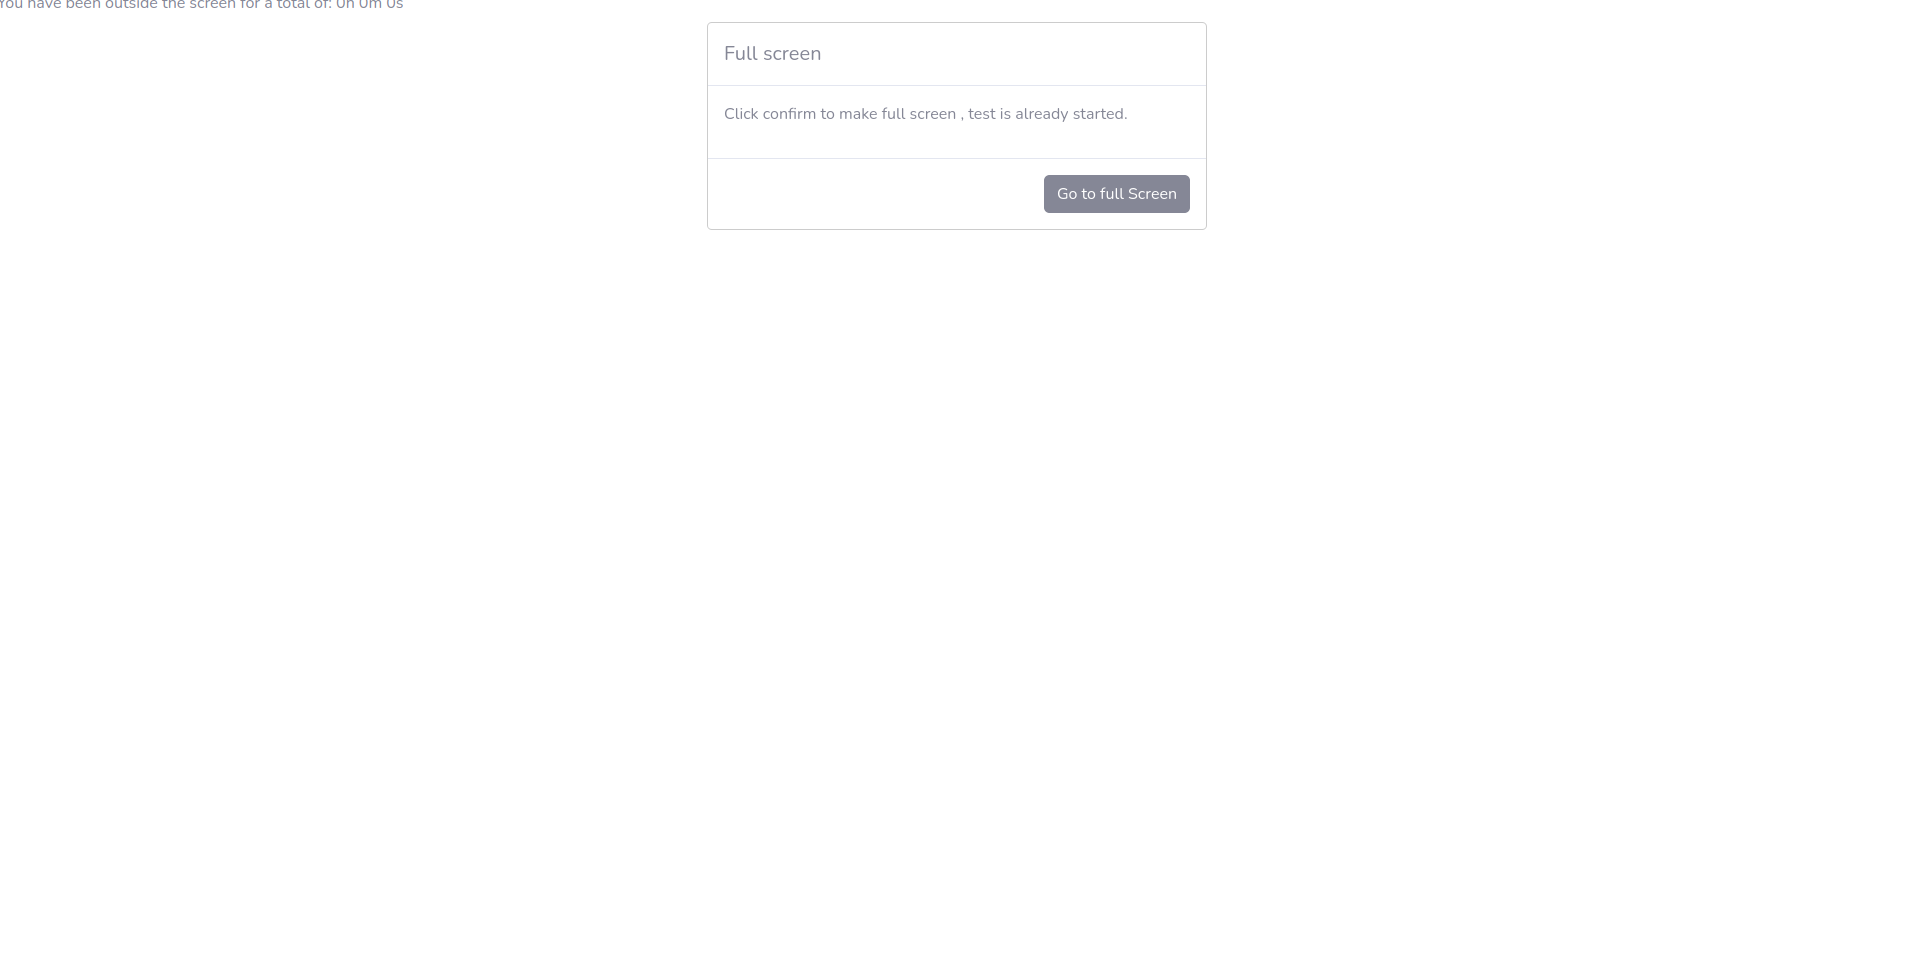 You have been outside the screen for a total of: 0h 0m 0s
Full screen
Click confirm to make full screen , test is already started.
Go to full Screen